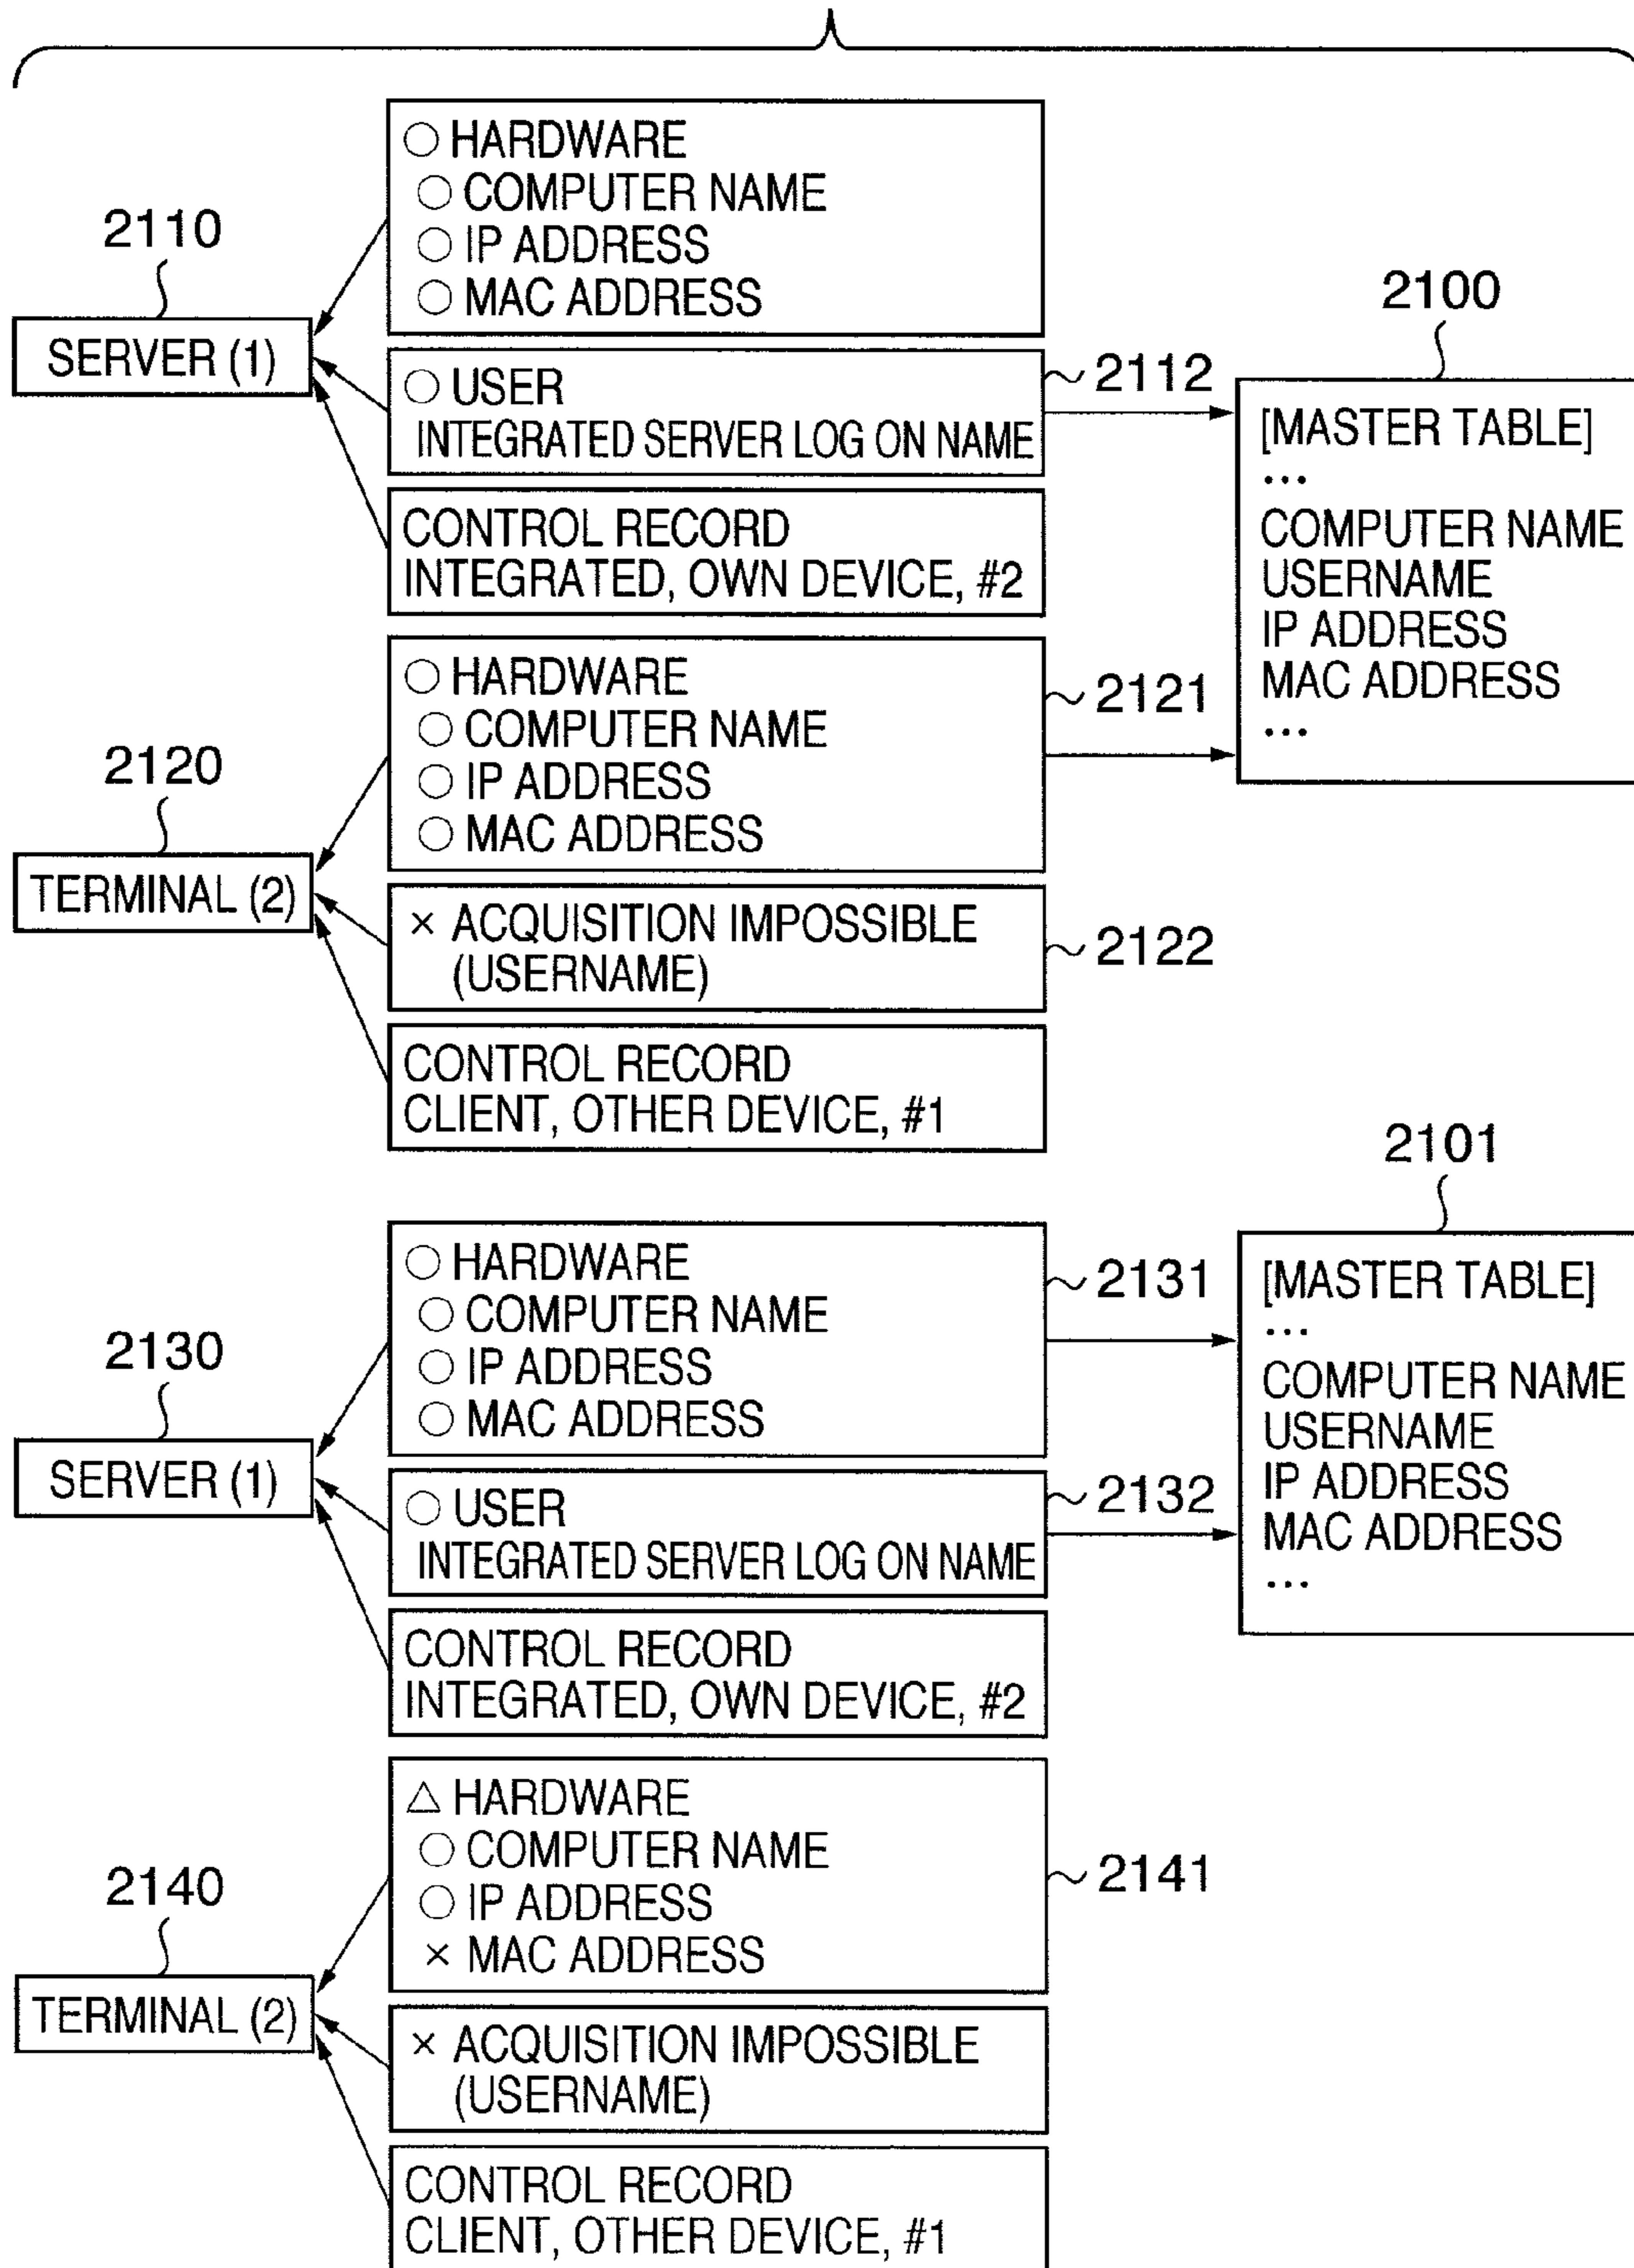 ○ HARDWARE
○ COMPUTER NAME
○ IP ADDRESS
○ MAC ADDRESS
2110
SERVER (1)
○ USER
INTEGRATED SERVER LOG ON NAME
2112
CONTROL RECORD
INTEGRATED, OWN DEVICE, #2
2100
[MASTER TABLE]
...
COMPUTER NAME
USERNAME
IP ADDRESS
MAC ADDRESS
...
○ HARDWARE
○ COMPUTER NAME
○ IP ADDRESS
○ MAC ADDRESS
2121
2120
TERMINAL (2)
× ACQUISITION IMPOSSIBLE
(USERNAME)
2122
CONTROL RECORD
CLIENT, OTHER DEVICE, #1
2101
[MASTER TABLE]
...
COMPUTER NAME
USERNAME
IP ADDRESS
MAC ADDRESS
...
○ HARDWARE
○ COMPUTER NAME
○ IP ADDRESS
○ MAC ADDRESS
2131
2130
SERVER (1)
○ USER
INTEGRATED SERVER LOG ON NAME
2132
CONTROL RECORD
INTEGRATED, OWN DEVICE, #2
△ HARDWARE
○ COMPUTER NAME
○ IP ADDRESS
× MAC ADDRESS
2141
2140
TERMINAL (2)
× ACQUISITION IMPOSSIBLE
(USERNAME)
CONTROL RECORD
CLIENT, OTHER DEVICE, #1